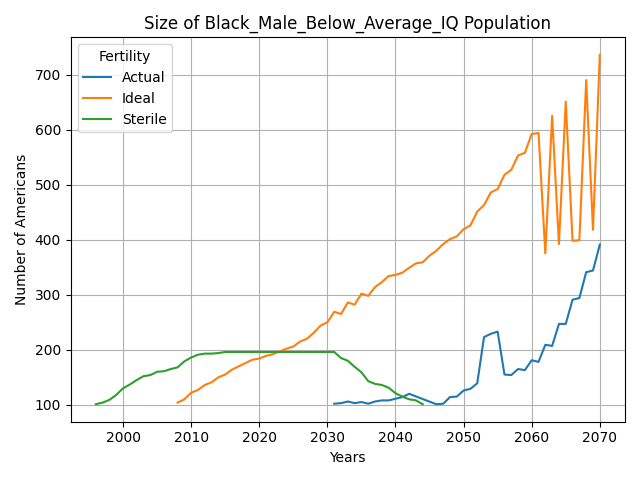 Size of Black_Male_Below_Average_IQ Population
Fertility
Actual
Ideal
Sterile
Number of Americans
700
600
500
400
300
200
100
2000 2010 2020 2030 2040 2050 2060 2070
Years